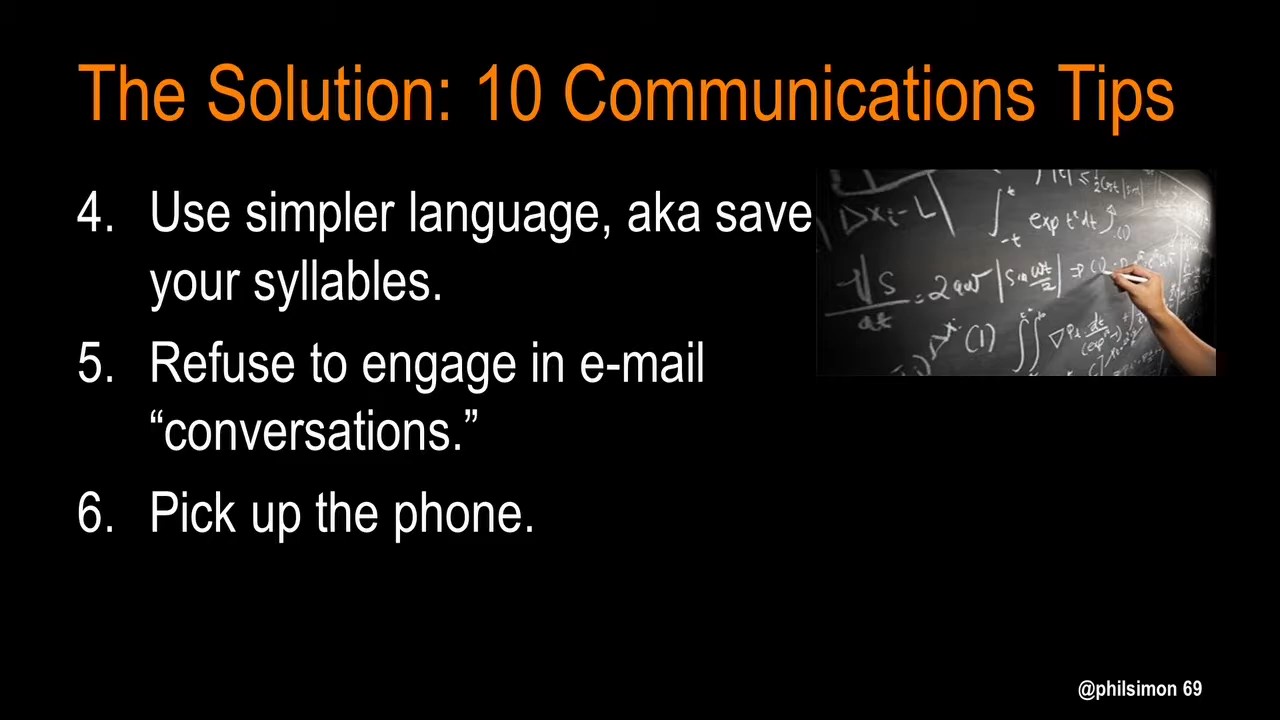 The Solution: 10 Communications Tips
4. Use simpler language, aka save
your syllables.
5. Refuse to engage in e-mail
“conversations.”
6. Pick up the phone.
@philsimon 69